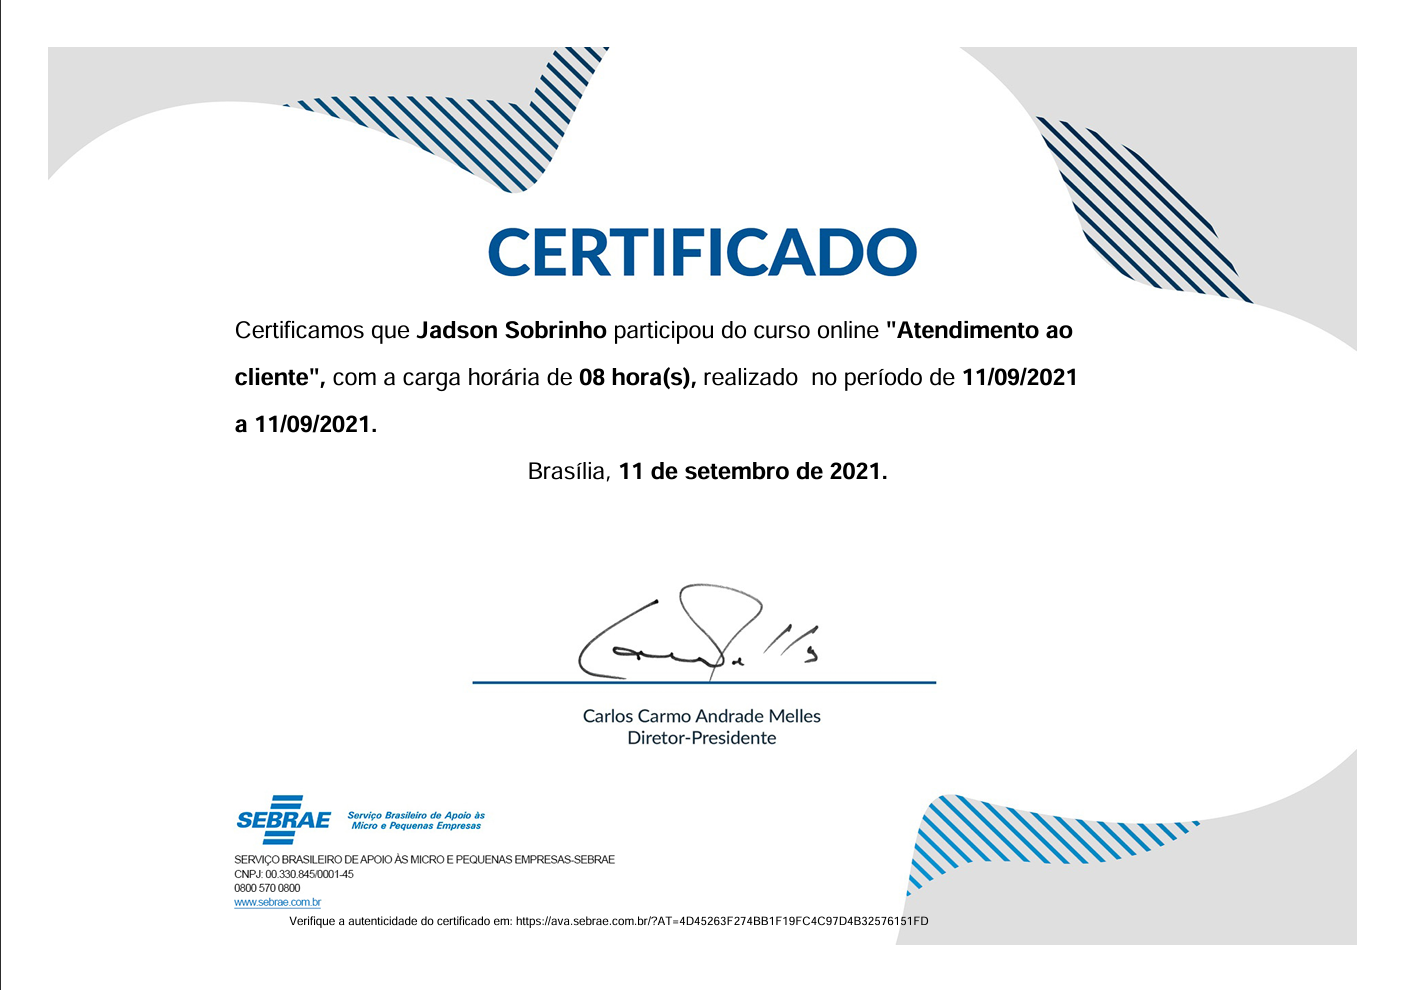 CERTIFICADO
Certificamos que Jadson Sobrinho participou do curso online "Atendimento ao
cliente", com a carga horária de 08 hora(s), realizado  no período de 11/09/2021
a 11/09/2021.
Brasília, 11 de setembro de 2021.
Carlos Carmo Andrade Melles
Diretor-Presidente
SEBRAE
Serviço Brasileiro de Apoio às
Micro e Pequenas Empresas
SERVIÇO BRASILEIRO DE APOIO ÀS MICRO E PEQUENAS EMPRESAS-SEBRAE
CNPJ: 00.330.845/0001-45
0800 570 0800
www.sebrae.com.br
Verifique a autenticidade do certificado em: https://ava.sebrae.com.br/?AT=4D45263F274BB1F19FC4C97D4B32576151FD